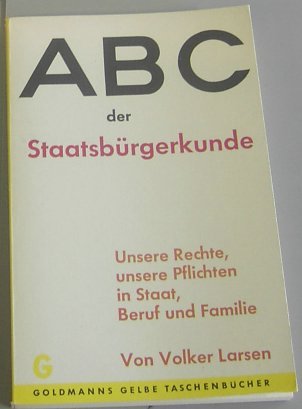 ABC
der
Staatsbürgerkunde
Unsere Rechte,
unsere Pflichten
in Staat,
Beruf und Familie
G
Von Volker Larsen
GOLDMANNS GELBE TASCHENBÜCHER